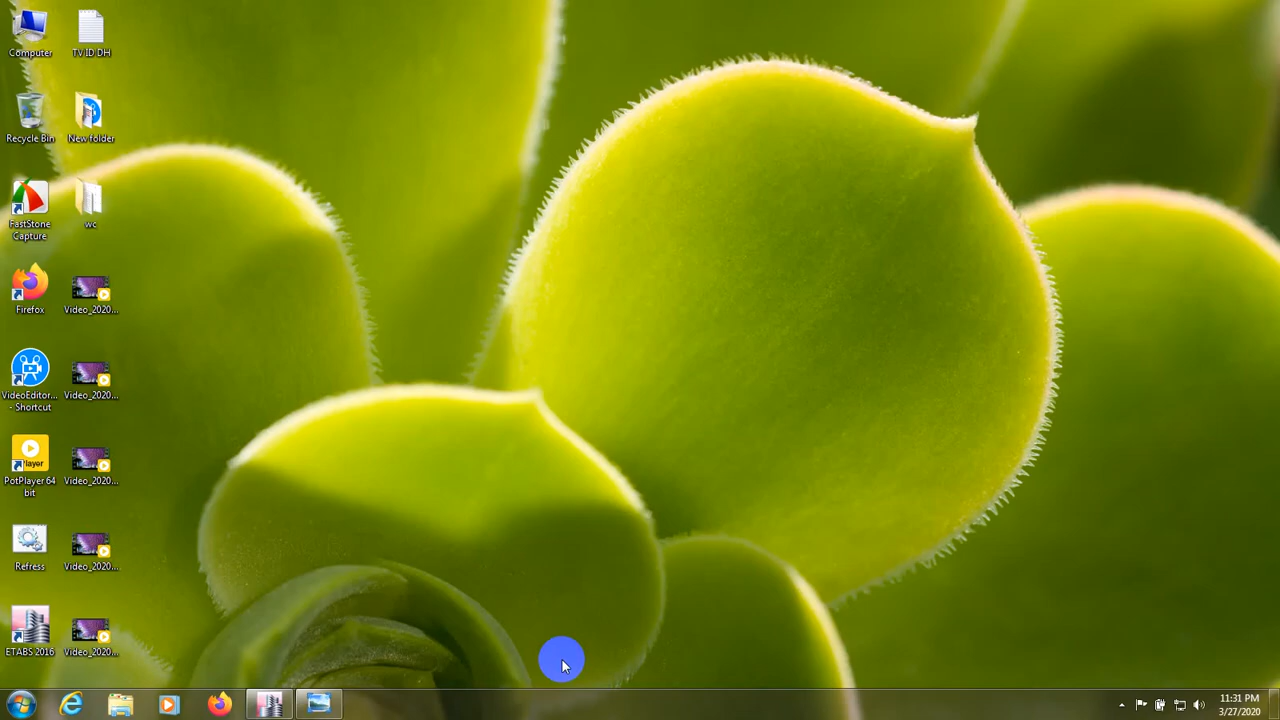 Computer
TV ID DH
Recycle Bin
New folder
FastStone
Capture
wc
Firefox
Video_2020...
VideoEditor...
- Shortcut
Video_2020...
Player
PotPlayer 64
bit
Video_2020...
Refress
Video_2020...
ETABS 2016
Video_2020...
11:31 PM
3/27/2020